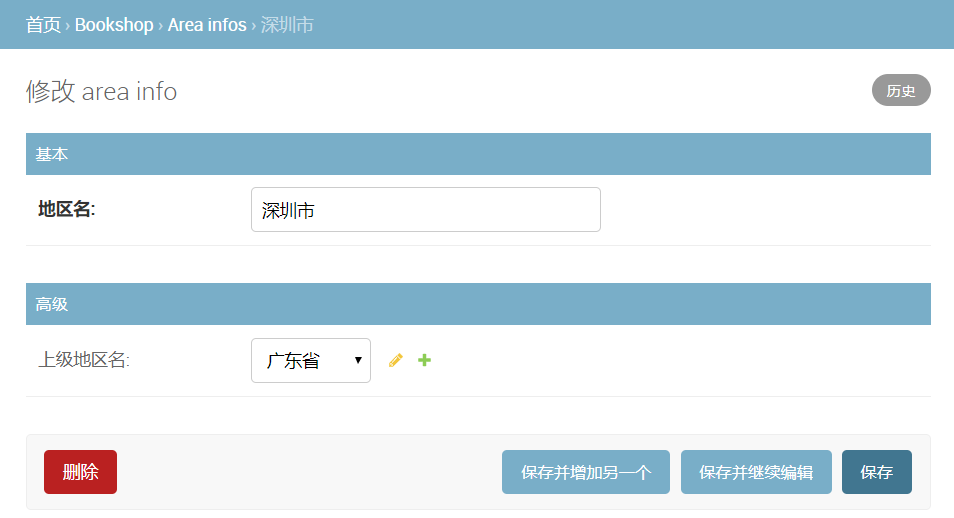 首页 › Bookshop › Area infos › 深圳市
修改 area info
历史
基本
地区名:
深圳市
高级
上级地区名:
广东省
删除
保存并增加另一个
保存并继续编辑
保存